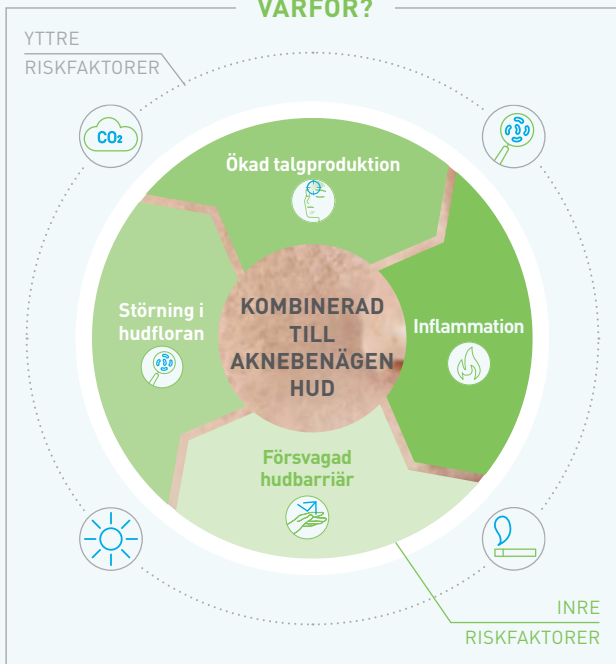 VARFÖR?
YTTRE
RISKFAKTORER
CO₂
Ökad talgproduktion
Störning i
hudfloran
KOMBINERAD
TILL
AKNEBENÄGEN
HUD
Inflammation
Försvagad
hudbarriär
INRE
RISKFAKTORER